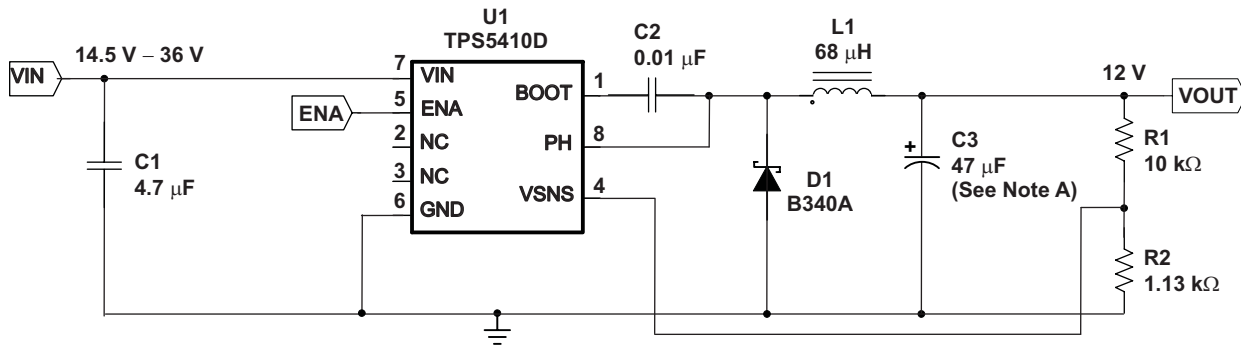 U1
TPS5410D
C2
0.01 μF
L1
68 μH
14.5 V – 36 V
12 V
VIN
VOUT
ENA
7
VIN
5
ENA
2
NC
3
NC
6
GND
BOOT
1
PH
8
VSNS
4
C1
4.7 μF
D1
B340A
+
C3
47 μF
(See Note A)
R1
10 kΩ
R2
1.13 kΩ